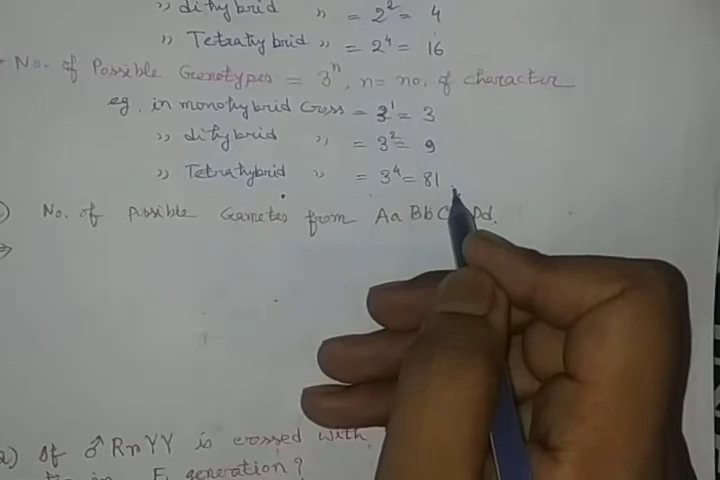 ,, dihybrid ,, = 2² = 4
,, Tetrahybrid ,, = 2⁴ = 16
No. of Possible Genotypes = 3ⁿ, n = no. of character
eg. in monohybrid Cross = 3¹ = 3
,, dihybrid ,, = 3² = 9
,, Tetrahybrid ,, = 3⁴ = 81
No. of possible Gametes from Aa Bb C Dd.
If ♂ RrYY is crossed with
in F₁ generation?